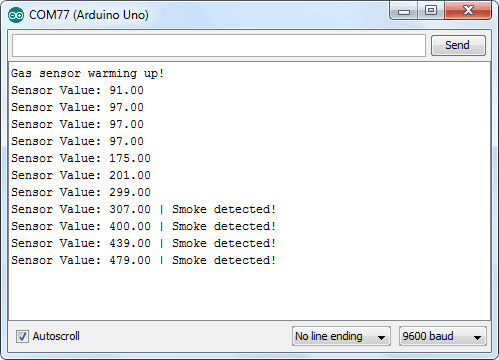 COM77 (Arduino Uno)
Send
Gas sensor warming up!
Sensor Value: 91.00
Sensor Value: 97.00
Sensor Value: 97.00
Sensor Value: 97.00
Sensor Value: 175.00
Sensor Value: 201.00
Sensor Value: 299.00
Sensor Value: 307.00 | Smoke detected!
Sensor Value: 400.00 | Smoke detected!
Sensor Value: 439.00 | Smoke detected!
Sensor Value: 479.00 | Smoke detected!
Autoscroll No line ending 9600 baud